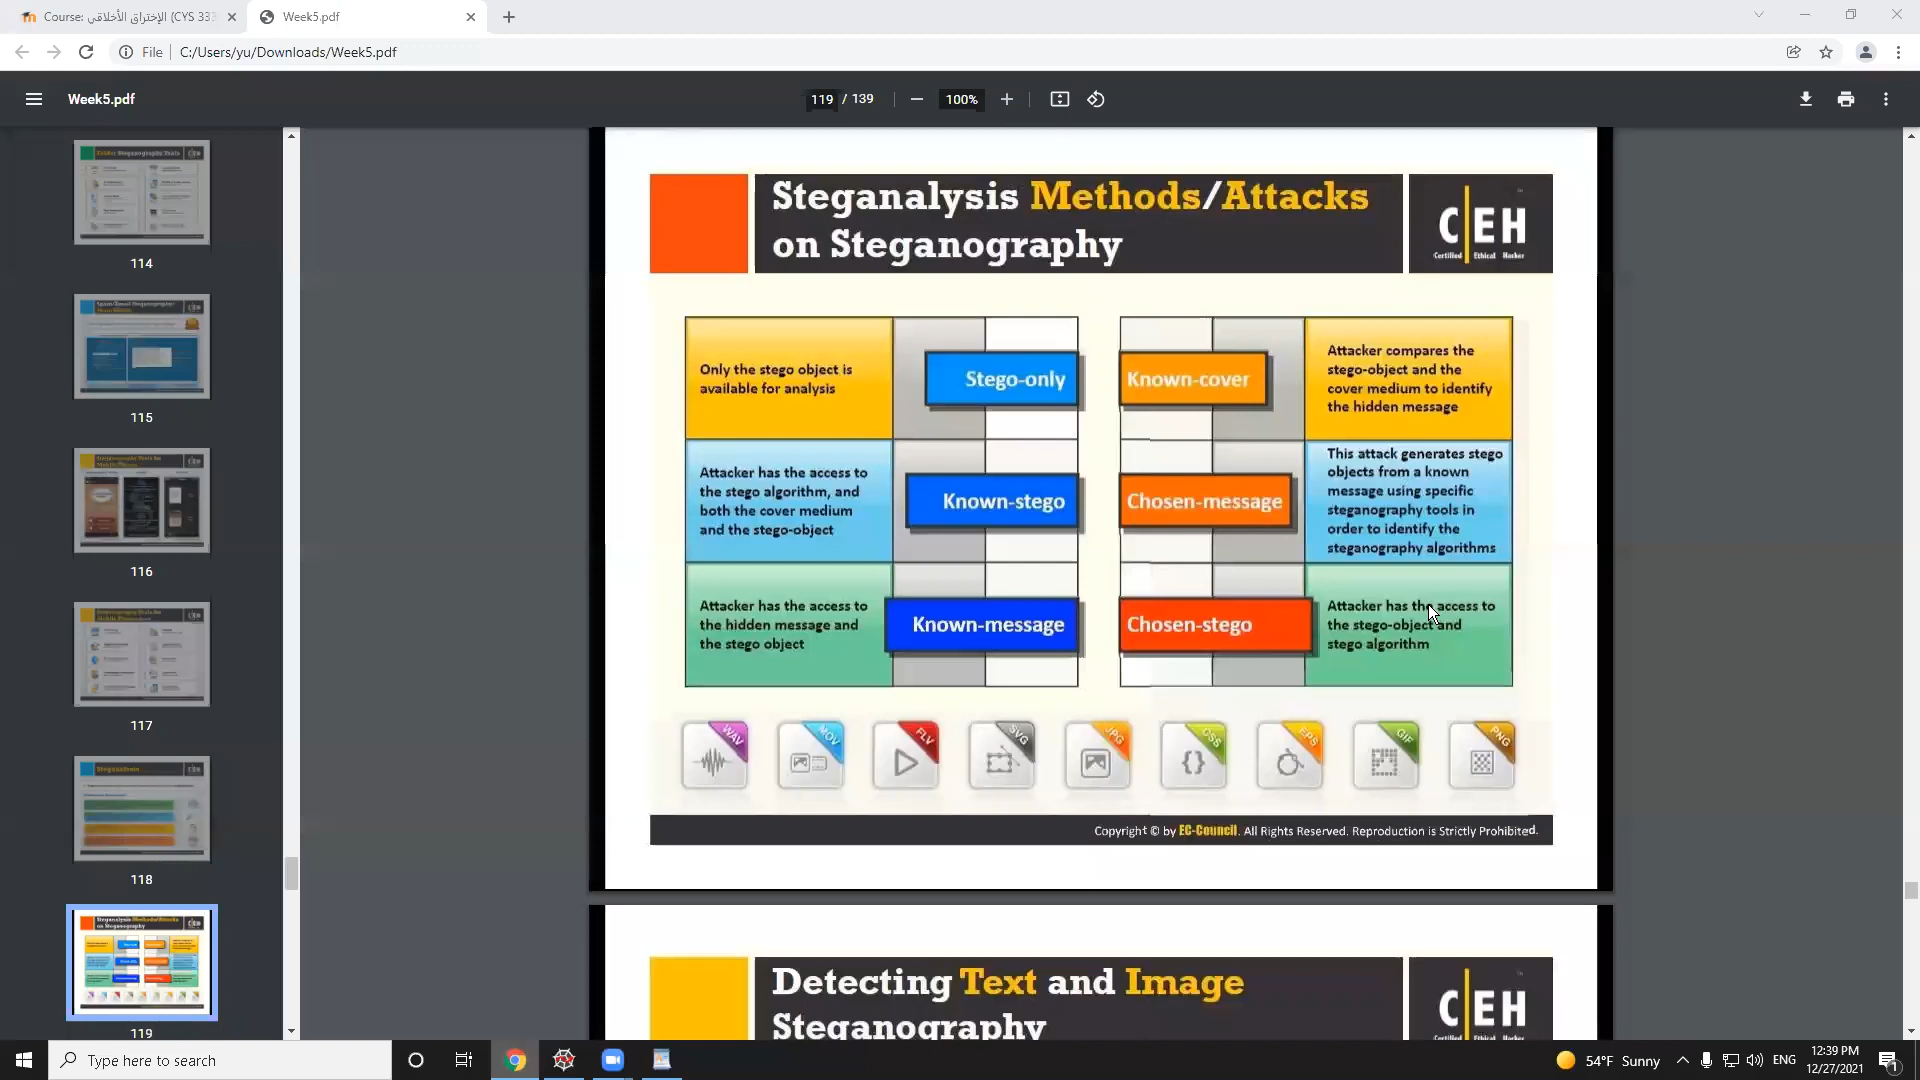 Course: الإختراق الأخلاقي (CYS 333
Week5.pdf
File
C:/Users/yu/Downloads/Week5.pdf
Week5.pdf
119 / 139
100%
114
115
116
117
118
119
Steganalysis Methods/Attacks
on Steganography
C|EH
Certified Ethical Hacker
Only the stego object is
available for analysis
Stego-only
Known-cover
Attacker compares the
stego-object and the
cover medium to identify
the hidden message
Attacker has the access to
the stego algorithm, and
both the cover medium
and the stego-object
Known-stego
Chosen-message
This attack generates stego
objects from a known
message using specific
steganography tools in
order to identify the
steganography algorithms
Attacker has the access to
the hidden message and
the stego object
Known-message
Chosen-stego
Attacker has the access to
the stego-object and
stego algorithm
WAV
MOV
FLV
SVG
JPG
CSS
EPS
GIF
PNG
Copyright © by EC-Council. All Rights Reserved. Reproduction is Strictly Prohibited.
Detecting Text and Image
Steganography
C|EH
Certified Ethical Hacker
Type here to search
54°F Sunny
ENG
12:39 PM
12/27/2021
1